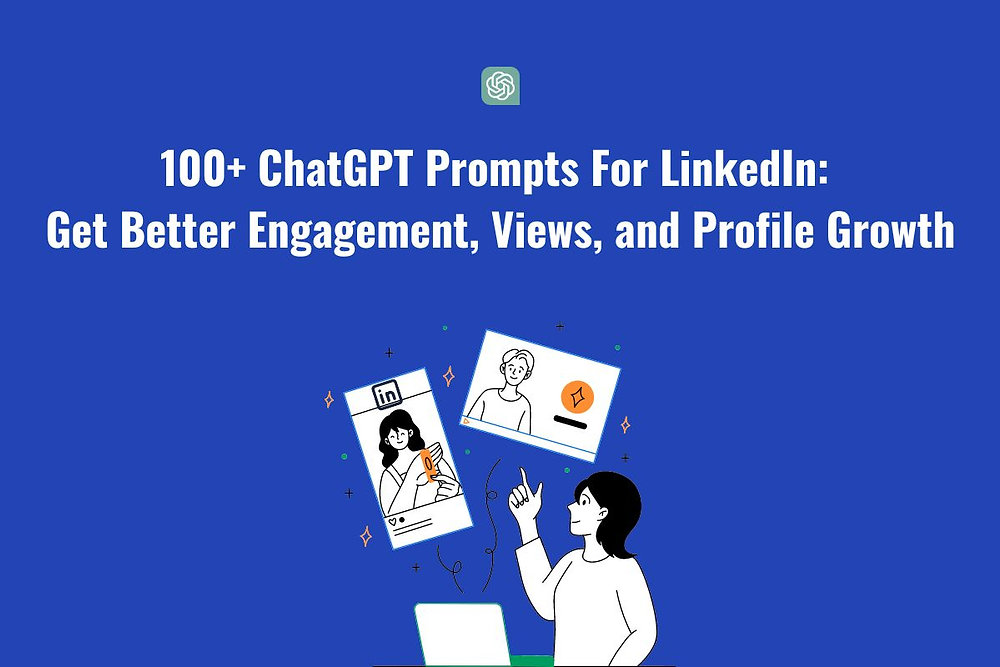 100+ ChatGPT Prompts For LinkedIn:
Get Better Engagement, Views, and Profile Growth
in